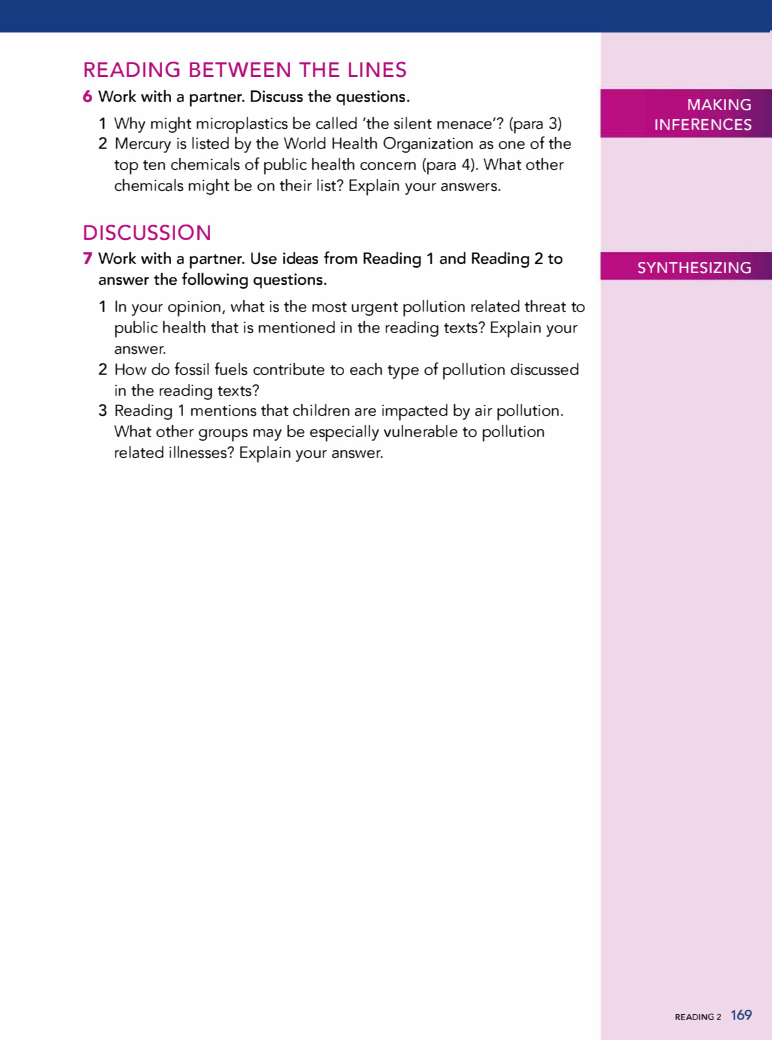 READING BETWEEN THE LINES
6 Work with a partner. Discuss the questions.
1 Why might microplastics be called ‘the silent menace’? (para 3)
2 Mercury is listed by the World Health Organization as one of the
top ten chemicals of public health concern (para 4). What other
chemicals might be on their list? Explain your answers.
MAKING
INFERENCES
DISCUSSION
7 Work with a partner. Use ideas from Reading 1 and Reading 2 to
answer the following questions.
1 In your opinion, what is the most urgent pollution related threat to
public health that is mentioned in the reading texts? Explain your
answer.
2 How do fossil fuels contribute to each type of pollution discussed
in the reading texts?
3 Reading 1 mentions that children are impacted by air pollution.
What other groups may be especially vulnerable to pollution
related illnesses? Explain your answer.
SYNTHESIZING
READING 2 169